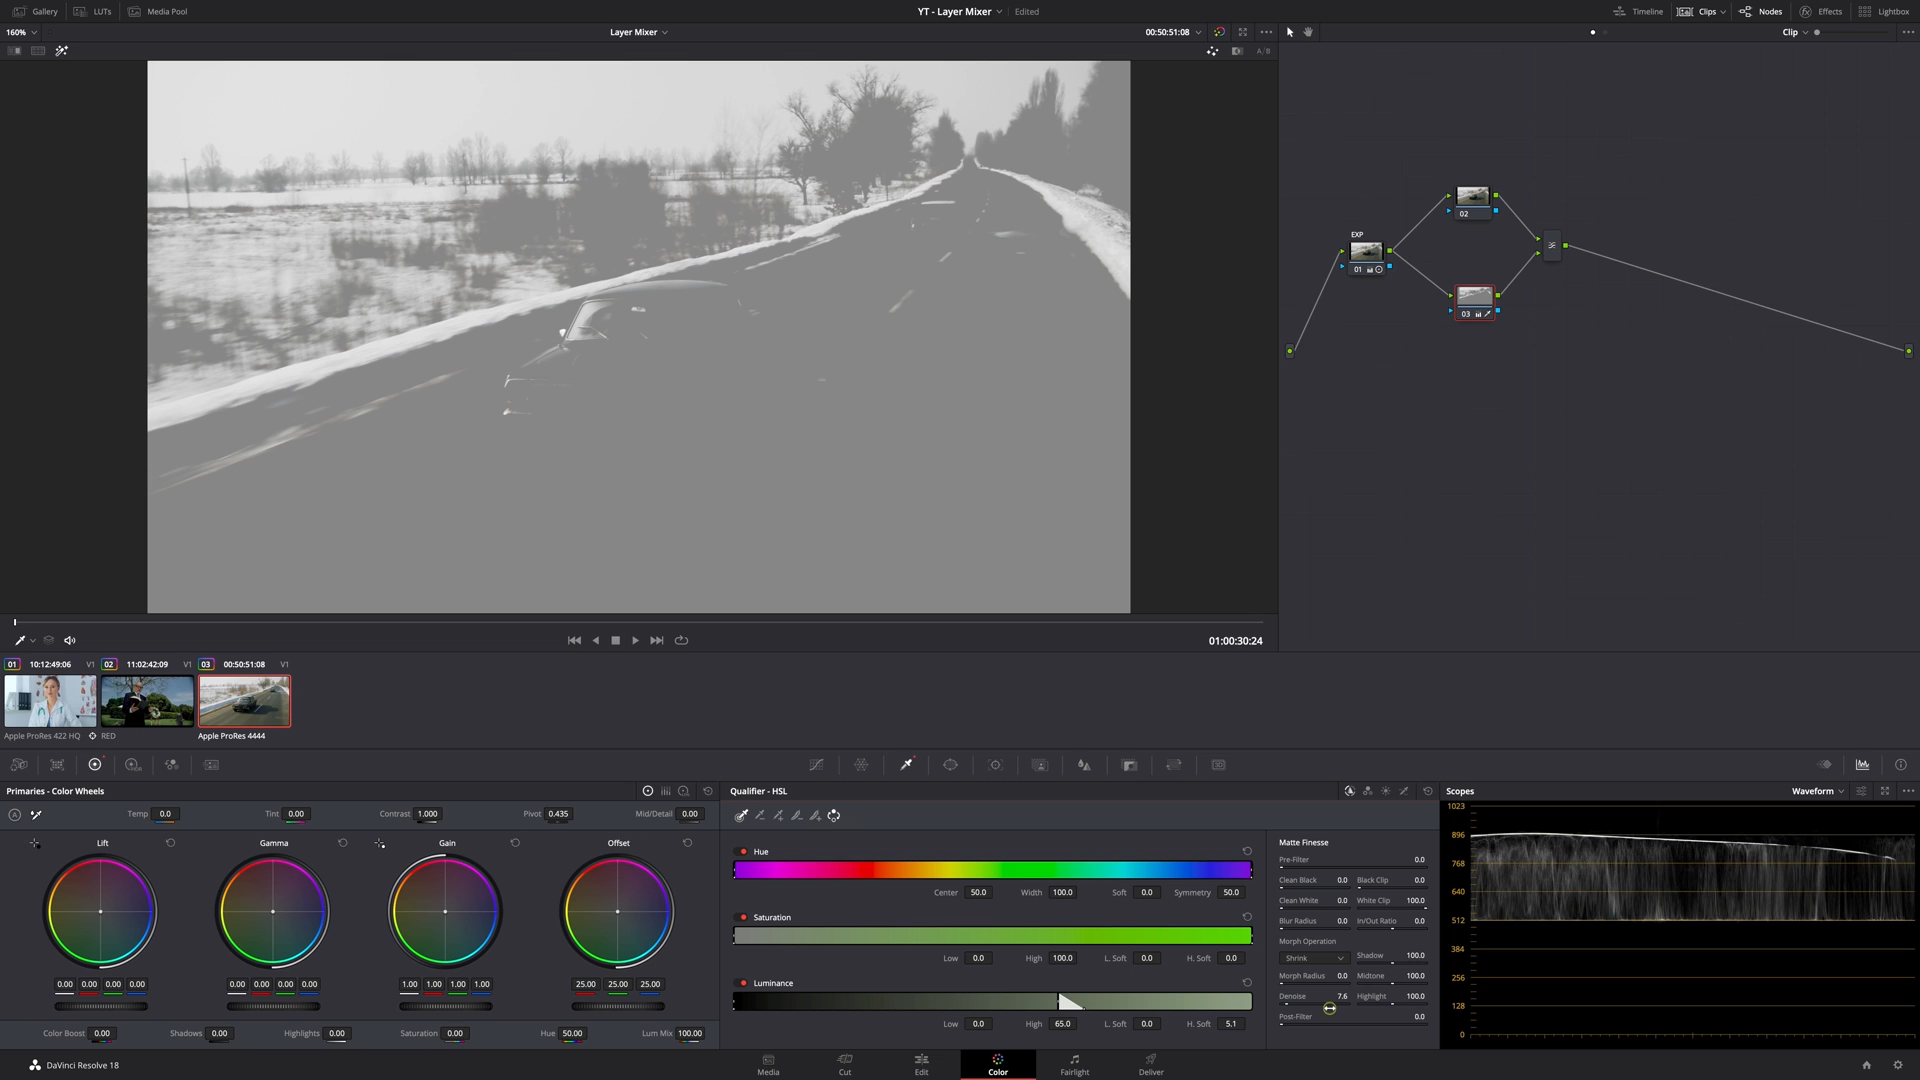 Gallery LUTs Media Pool YT - Layer Mixer Edited Timeline Clips Nodes Effects Lightbox
160% Layer Mixer 00:50:51:08 Clip
A/B
02
EXP
01
03
01:00:30:24
01 10:12:49:06 V1 02 11:02:42:09 V1 03 00:50:51:08 V1
Apple ProRes 422 HQ RED Apple ProRes 4444
Primaries - Color Wheels Qualifier - HSL Scopes Waveform
Temp 0.0 Tint 0.00 Contrast 1.000 Pivot 0.435 Mid/Detail 0.00
Lift Gamma Gain Offset
0.00 0.00 0.00 0.00 0.00 0.00 0.00 0.00 1.00 1.00 1.00 1.00 25.00 25.00 25.00
Color Boost 0.00 Shadows 0.00 Highlights 0.00 Saturation 0.00 Hue 50.00 Lum Mix 100.00
Hue
Center 50.0 Width 100.0 Soft 0.0 Symmetry 50.0
Saturation
Low 0.0 High 100.0 L. Soft 0.0 H. Soft 0.0
Luminance
Low 0.0 High 65.0 L. Soft 0.0 H. Soft 5.1
Matte Finesse
Pre-Filter 0.0
Clean Black 0.0 Black Clip 0.0
Clean White 0.0 White Clip 100.0
Blur Radius 0.0 In/Out Ratio 0.0
Morph Operation
Shrink Shadow 100.0
Morph Radius 0.0 Midtone 100.0
Denoise 7.6 Highlight 100.0
Post-Filter 0.0
1023
896
768
640
512
384
256
128
0
DaVinci Resolve 18 Media Cut Edit Color Fairlight Deliver